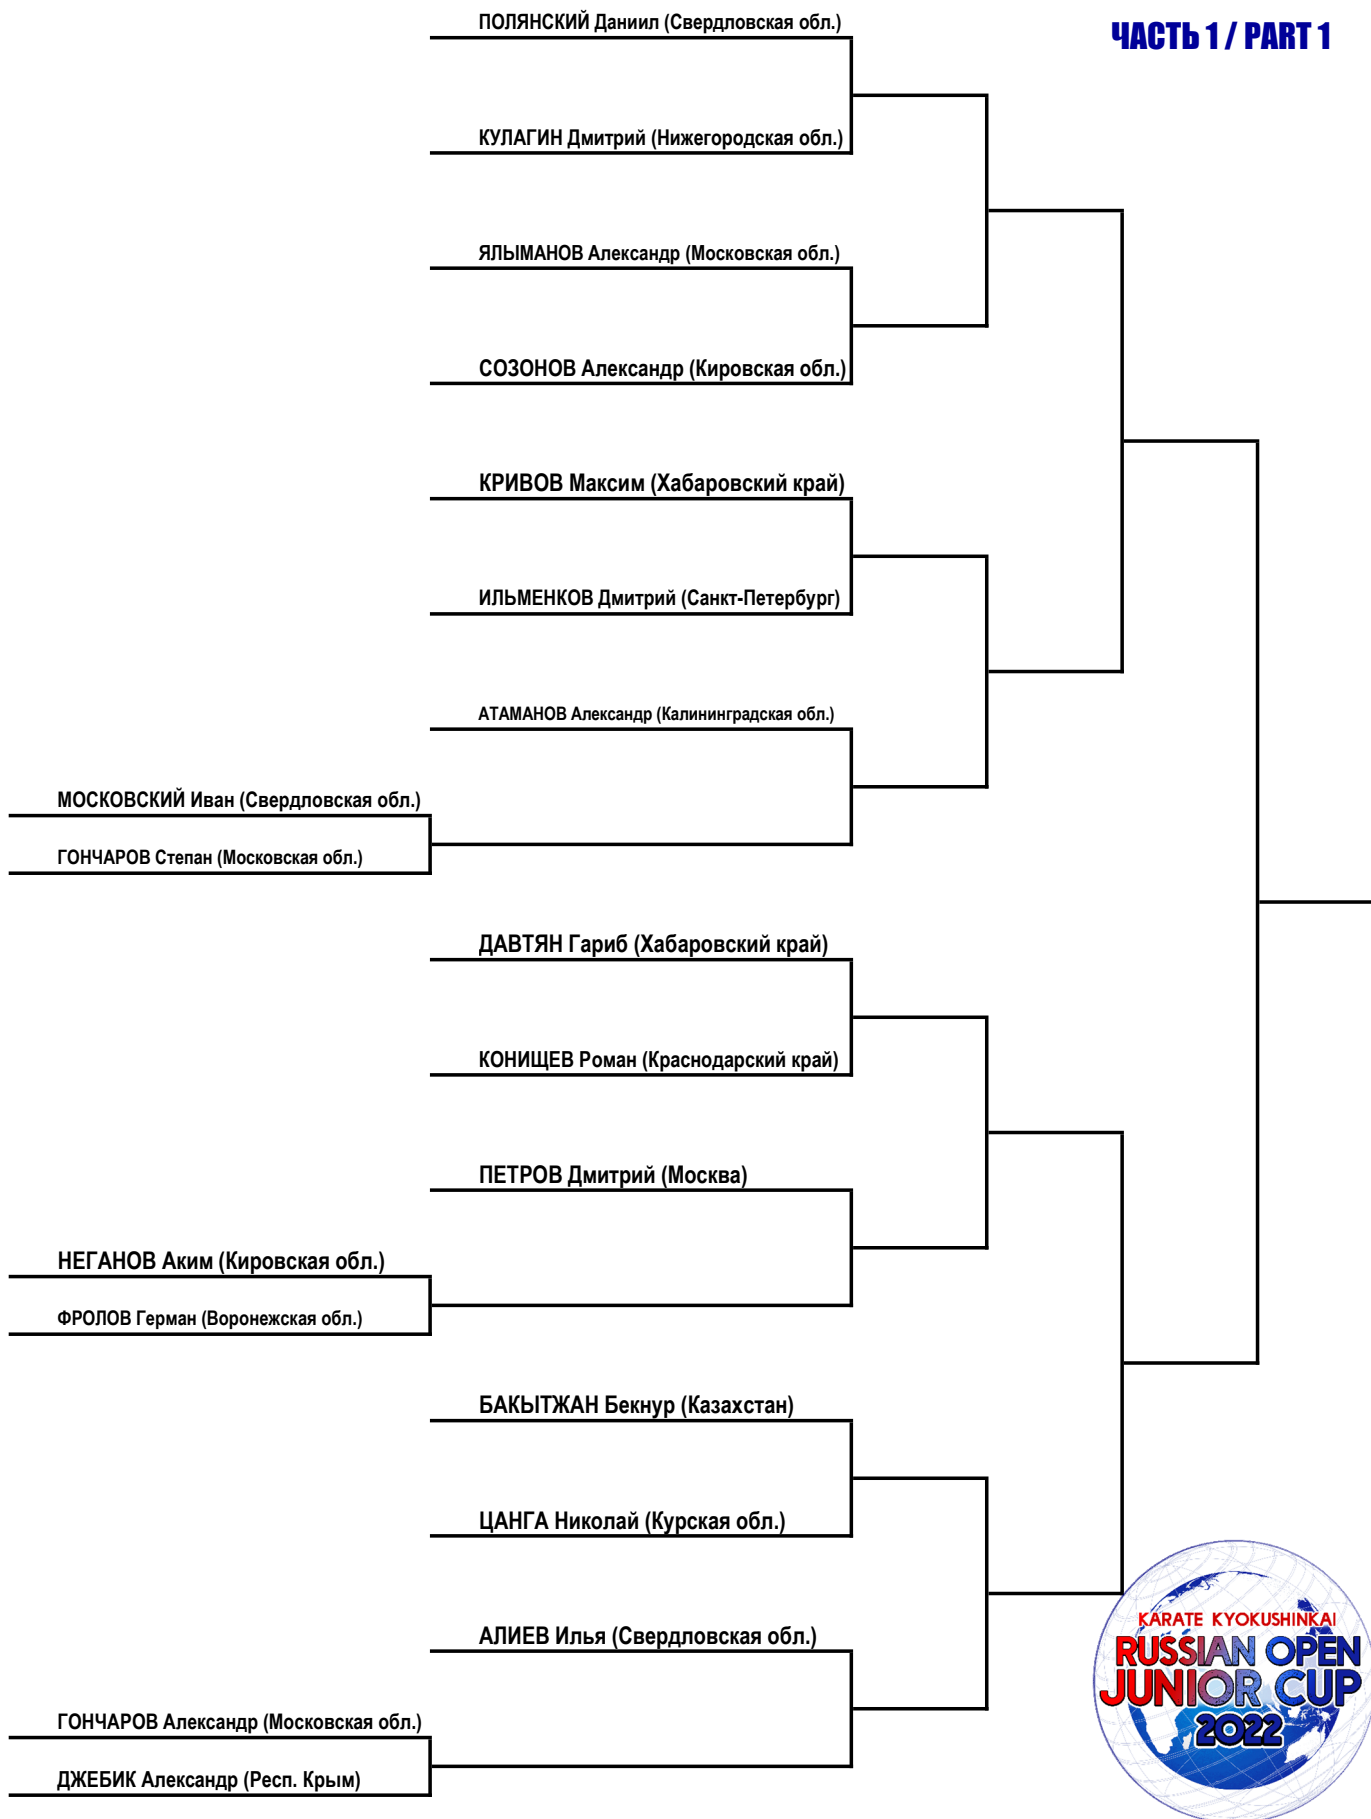 ПОЛЯНСКИЙ Даниил (Свердловская обл.)
ЧАСТЬ 1 / PART 1
КУЛАГИН Дмитрий (Нижегородская обл.)
ЯЛЫМАНОВ Александр (Московская обл.)
СОЗОНОВ Александр (Кировская обл.)
КРИВОВ Максим (Хабаровский край)
ИЛЬМЕНКОВ Дмитрий (Санкт-Петербург)
АТАМАНОВ Александр (Калининградская обл.)
МОСКОВСКИЙ Иван (Свердловская обл.)
ГОНЧАРОВ Степан (Московская обл.)
ДАВТЯН Гариб (Хабаровский край)
КОНИЩЕВ Роман (Краснодарский край)
ПЕТРОВ Дмитрий (Москва)
НЕГАНОВ Аким (Кировская обл.)
ФРОЛОВ Герман (Воронежская обл.)
БАКЫТЖАН Бекнур (Казахстан)
ЦАНГА Николай (Курская обл.)
АЛИЕВ Илья (Свердловская обл.)
ГОНЧАРОВ Александр (Московская обл.)
ДЖЕБИК Александр (Респ. Крым)
KARATE KYOKUSHINKAI
RUSSIAN OPEN
JUNIOR CUP
2022